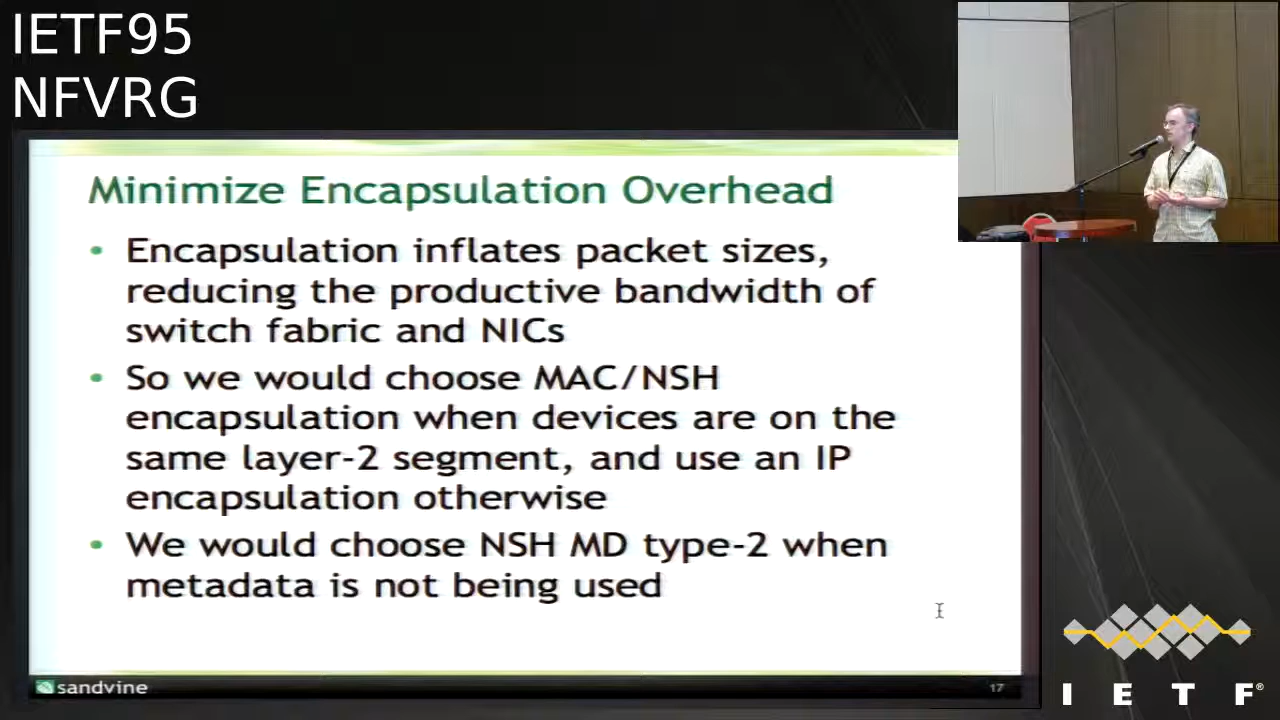 IETF95
NFVRG
Minimize Encapsulation Overhead
• Encapsulation inflates packet sizes,
reducing the productive bandwidth of
switch fabric and NICs
• So we would choose MAC/NSH
encapsulation when devices are on the
same layer-2 segment, and use an IP
encapsulation otherwise
• We would choose NSH MD type-2 when
metadata is not being used
sandvine
17
I E T F®